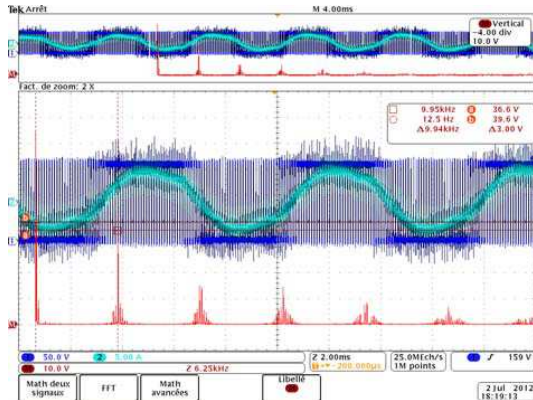 Tek Arrêt
M 4.00ms
Vertical
-4.00 div
10.0 V
Fact. de zoom: 2 X
9.95kHz
a
36.6 V
12.5 Hz
b
39.6 V
Δ9.94kHz
Δ3.00 V
50.0 V
2
5.00 A
Z 2.00ms
25.0MEch/s
159 V
10.0 V
Z 6.25kHz
-200.000µs
1M points
Math deux signaux
FFT
Math avancées
Libellé
2 Jul 2012
18:19:13